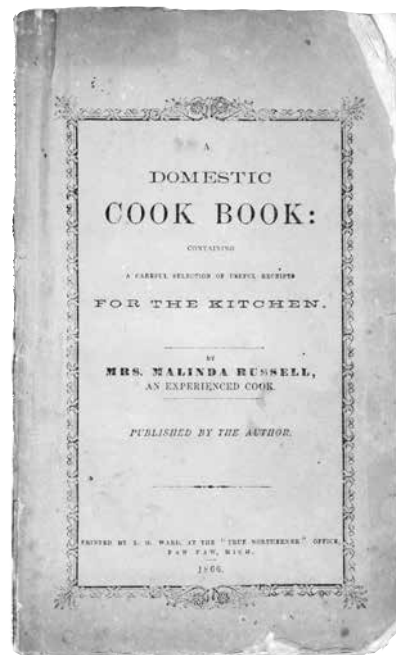 A
DOMESTIC
COOK BOOK:
CONTAINING
A CAREFUL SELECTION OF USEFUL RECEIPTS
FOR THE KITCHEN.
BY
MRS. MALINDA RUSSELL,
AN EXPERIENCED COOK.
PUBLISHED BY THE AUTHOR.
PRINTED BY T. O. WARD, AT THE "TRUE NORTHERNER" OFFICE,
PAW PAW, MICH.
1866.